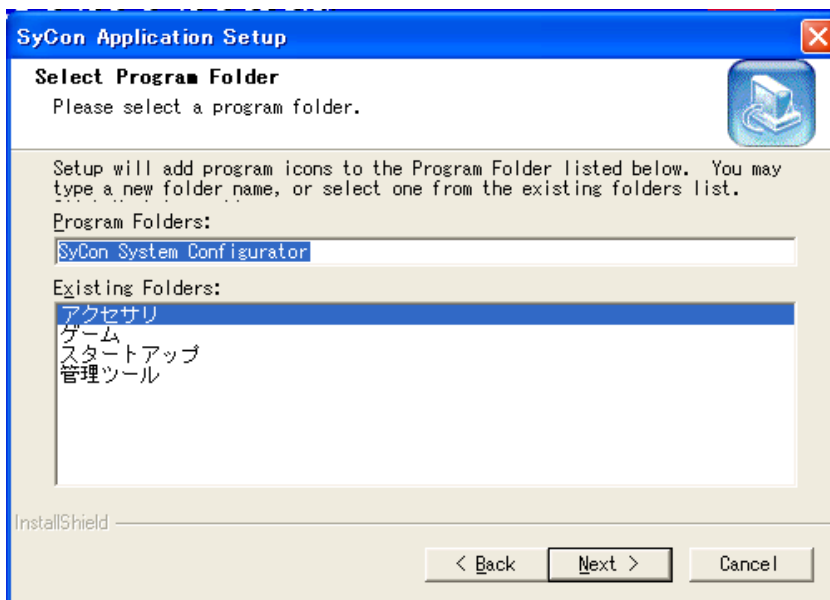 SyCon Application Setup
Select Program Folder
Please select a program folder.
Setup will add program icons to the Program Folder listed below. You may
type a new folder name, or select one from the existing folders list.
Program Folders:
SyCon System Configurator
Existing Folders:
アクセサリ
ゲーム
スタートアップ
管理ツール
InstallShield
< Back
Next >
Cancel